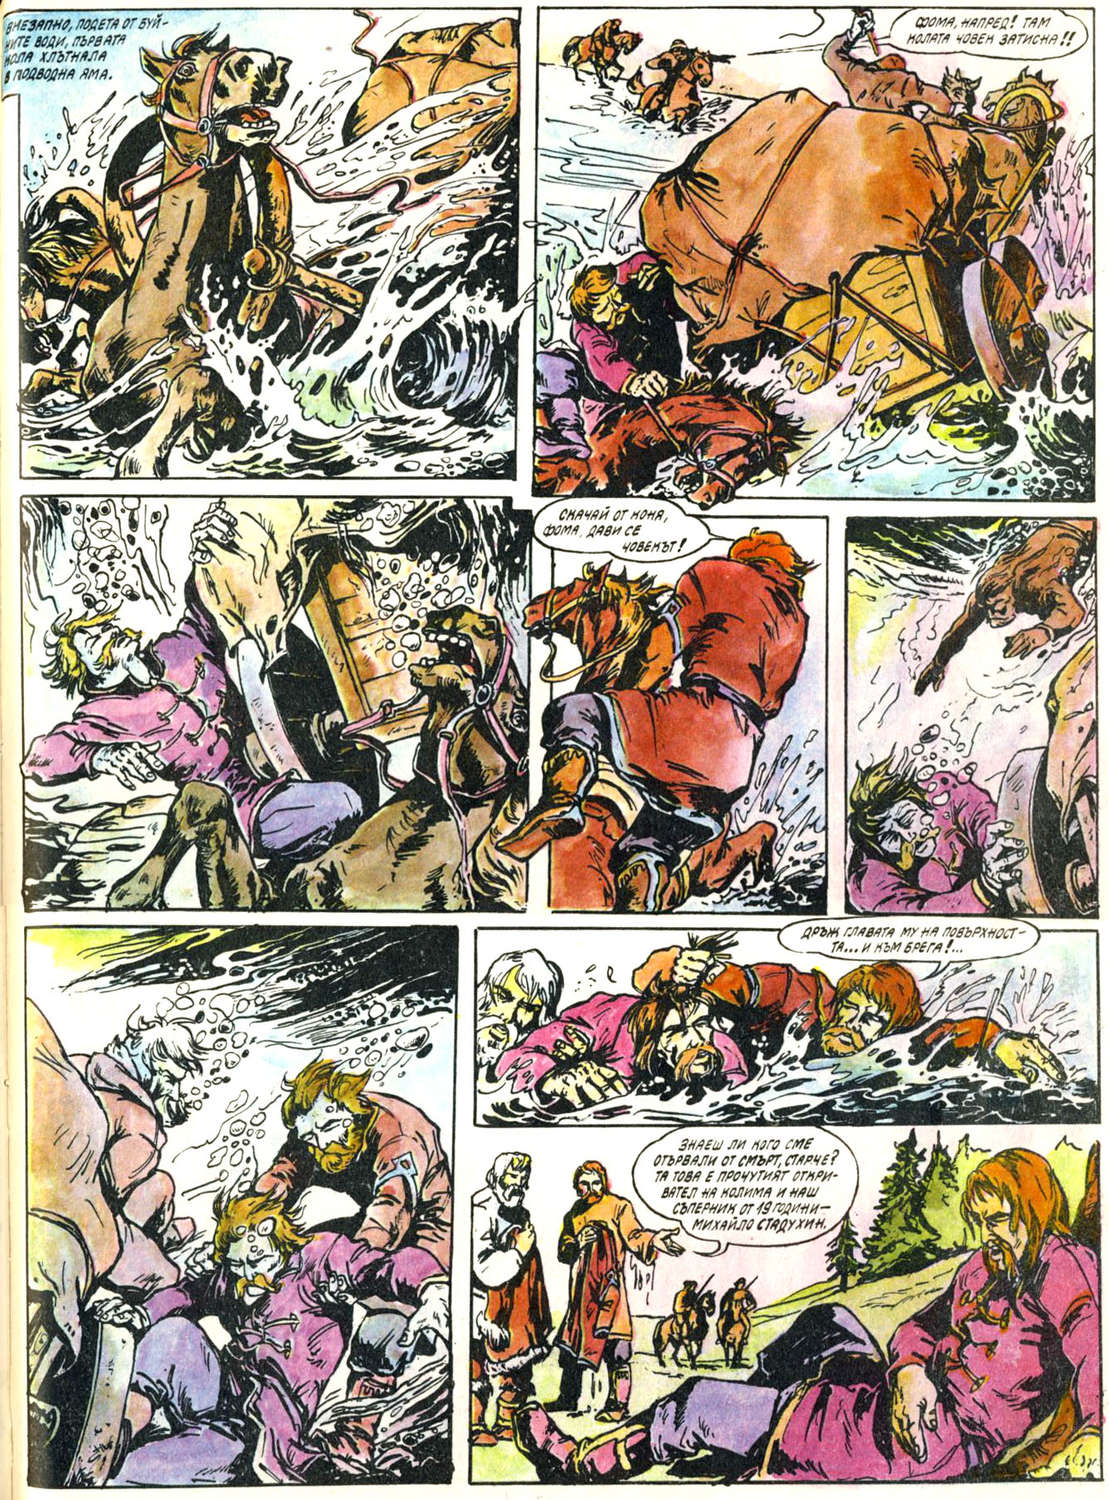 ВНЕЗАПНО, ПОДЕТА ОТ БУЙ-
НИТЕ ВОДИ, ПЪРВАТА
КОЛА ХЛЪТНАЛА
В ПОДВОДНА ЯМА.
ФОМА, НАПРЕД! ТАМ
КОЛАТА ЧОВЕК ЗАТИСНА!!
СКАЧАЙ ОТ КОНЯ,
ФОМА, ДАВИ СЕ
ЧОВЕКЪТ!
ДРЪЖ ГЛАВАТА МУ НА ПОВЪРХНОСТ-
ТА... И КЪМ БРЕГА!...
ЗНАЕШ ЛИ КОГО СМЕ
ОТЪРВАЛИ ОТ СМЪРТ, СТАРЧЕ?
ТА ТОВА Е ПРОЧУТИЯТ ОТКРИ-
ВАТЕЛ НА КОЛИМА И НАШ
СЪПЕРНИК ОТ 19 ГОДИНИ-
МИХАЙЛО СТАДУХИН.